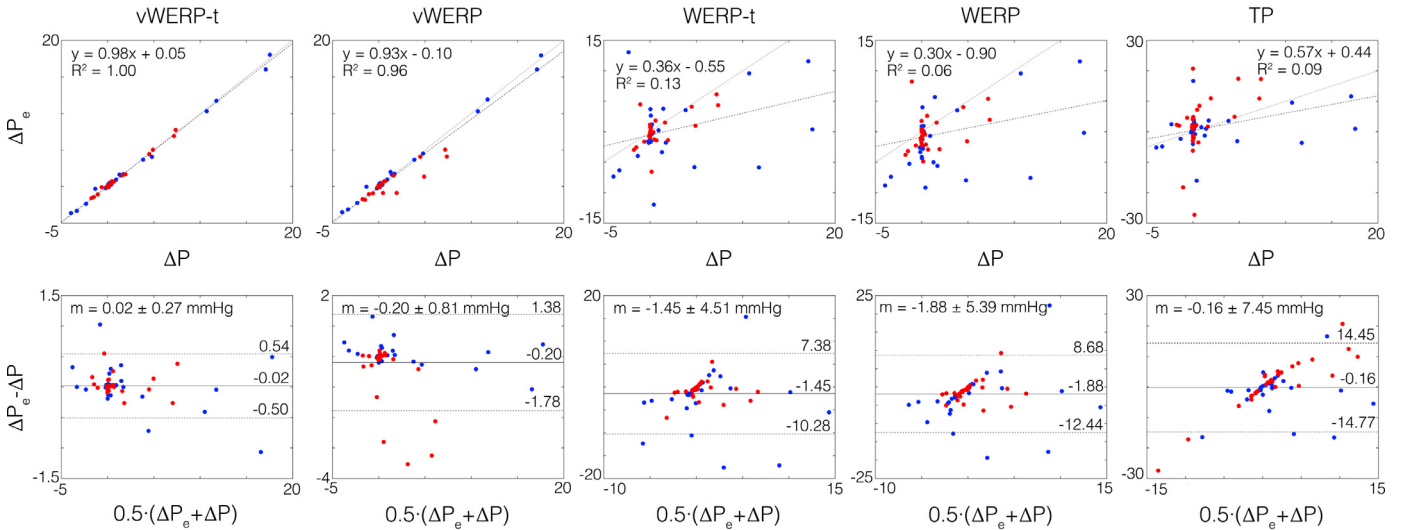 vWERP-t
vWERP
WERP-t
WERP
TP
20
y = 0.98x + 0.05
R² = 1.00
ΔPₑ
-5
20
ΔP
20
y = 0.93x - 0.10
R² = 0.96
-5
20
ΔP
15
y = 0.36x - 0.55
R² = 0.13
-15
-5
20
ΔP
15
y = 0.30x - 0.90
R² = 0.06
-15
-5
20
ΔP
30
y = 0.57x + 0.44
R² = 0.09
-30
-5
20
ΔP
1.5
m = 0.02 ± 0.27 mmHg
0.54
-0.02
-0.50
ΔPₑ-ΔP
-1.5
-5
20
0.5·(ΔPₑ+ΔP)
2
m = -0.20 ± 0.81 mmHg
1.38
-0.20
-1.78
-4
-5
20
0.5·(ΔPₑ+ΔP)
20
m = -1.45 ± 4.51 mmHg
7.38
-1.45
-10.28
-20
-10
15
0.5·(ΔPₑ+ΔP)
25
m = -1.88 ± 5.39 mmHg
8.68
-1.88
-12.44
-25
-10
15
0.5·(ΔPₑ+ΔP)
30
m = -0.16 ± 7.45 mmHg
14.45
-0.16
-14.77
-30
-15
15
0.5·(ΔPₑ+ΔP)